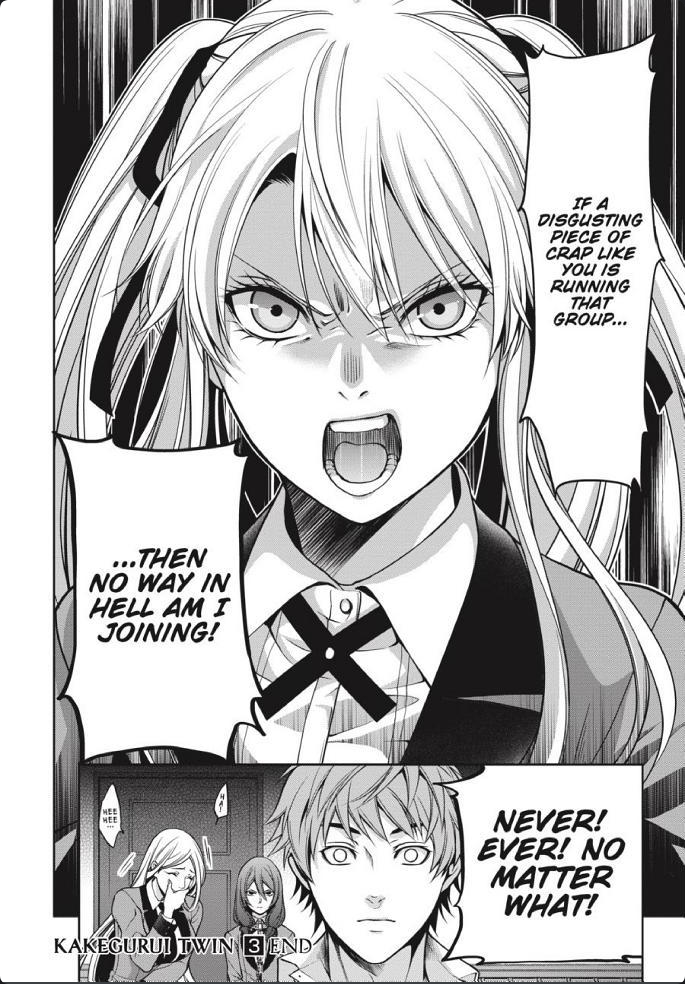 IF A
DISGUSTING
PIECE OF
CRAP LIKE
YOU IS
RUNNING
THAT
GROUP...
...THEN
NO WAY IN
HELL AM I
JOINING!
HA!
HEE
HEE
...
NEVER!
EVER! NO
MATTER
WHAT!
KAKEGURUI TWIN 3 END